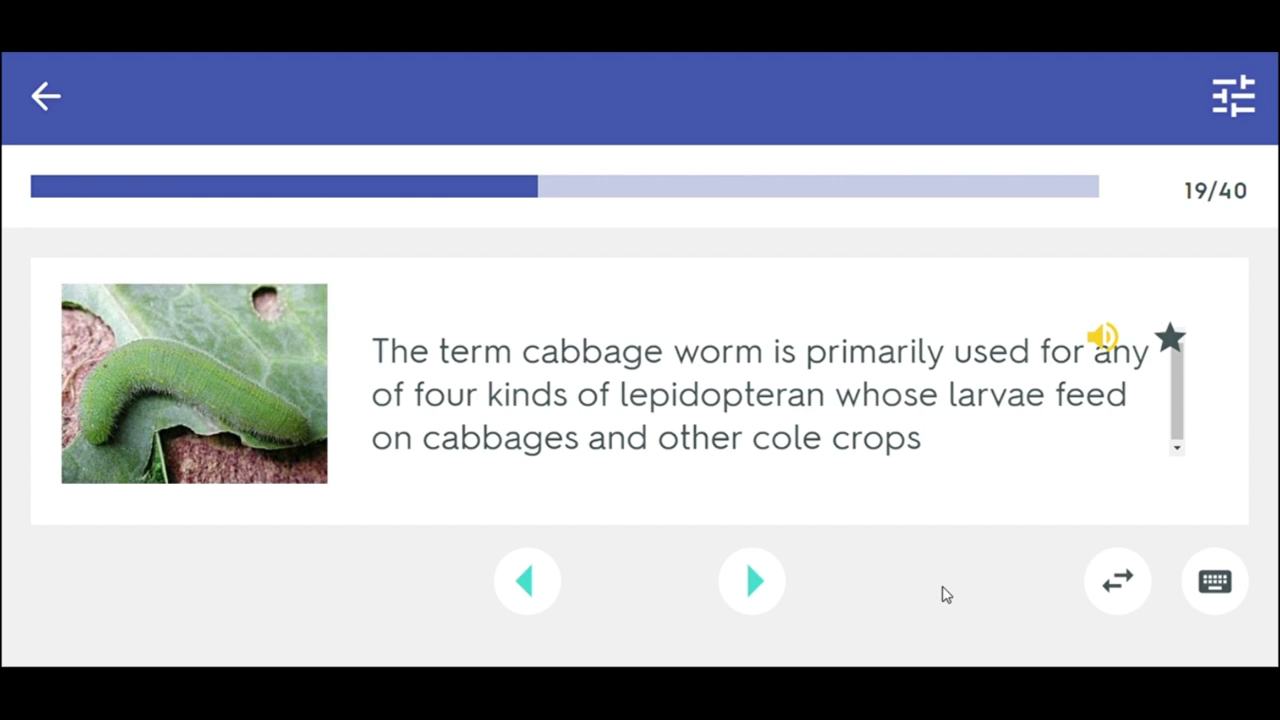 19/40
The term cabbage worm is primarily used for any
of four kinds of lepidopteran whose larvae feed
on cabbages and other cole crops